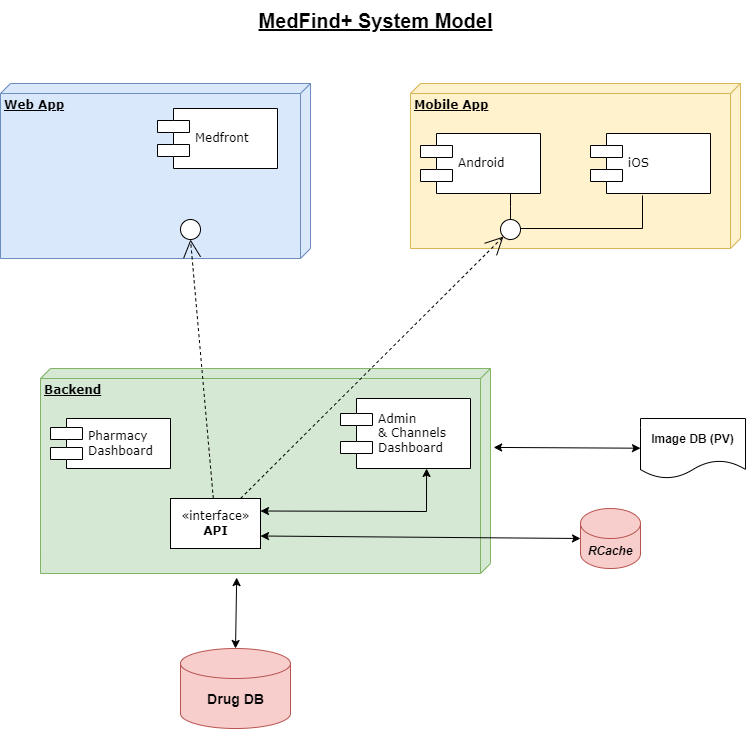 MedFind+ System Model
Web App
Medfront
Mobile App
Android
iOS
Backend
Pharmacy
Dashboard
Admin
& Channels
Dashboard
«interface»
API
Image DB (PV)
RCache
Drug DB